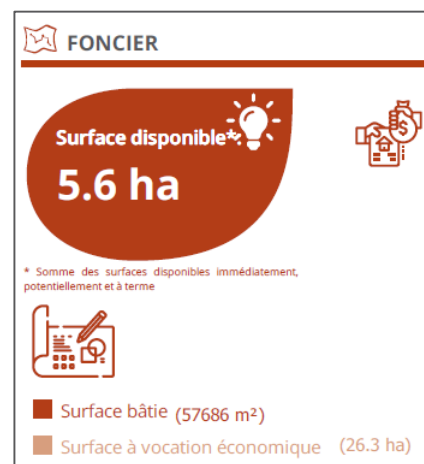 FONCIER
Surface disponible*:
5.6 ha
* Somme des surfaces disponibles immédiatement,
potentiellement et à terme
Surface bâtie (57686 m²)
Surface à vocation économique (26.3 ha)